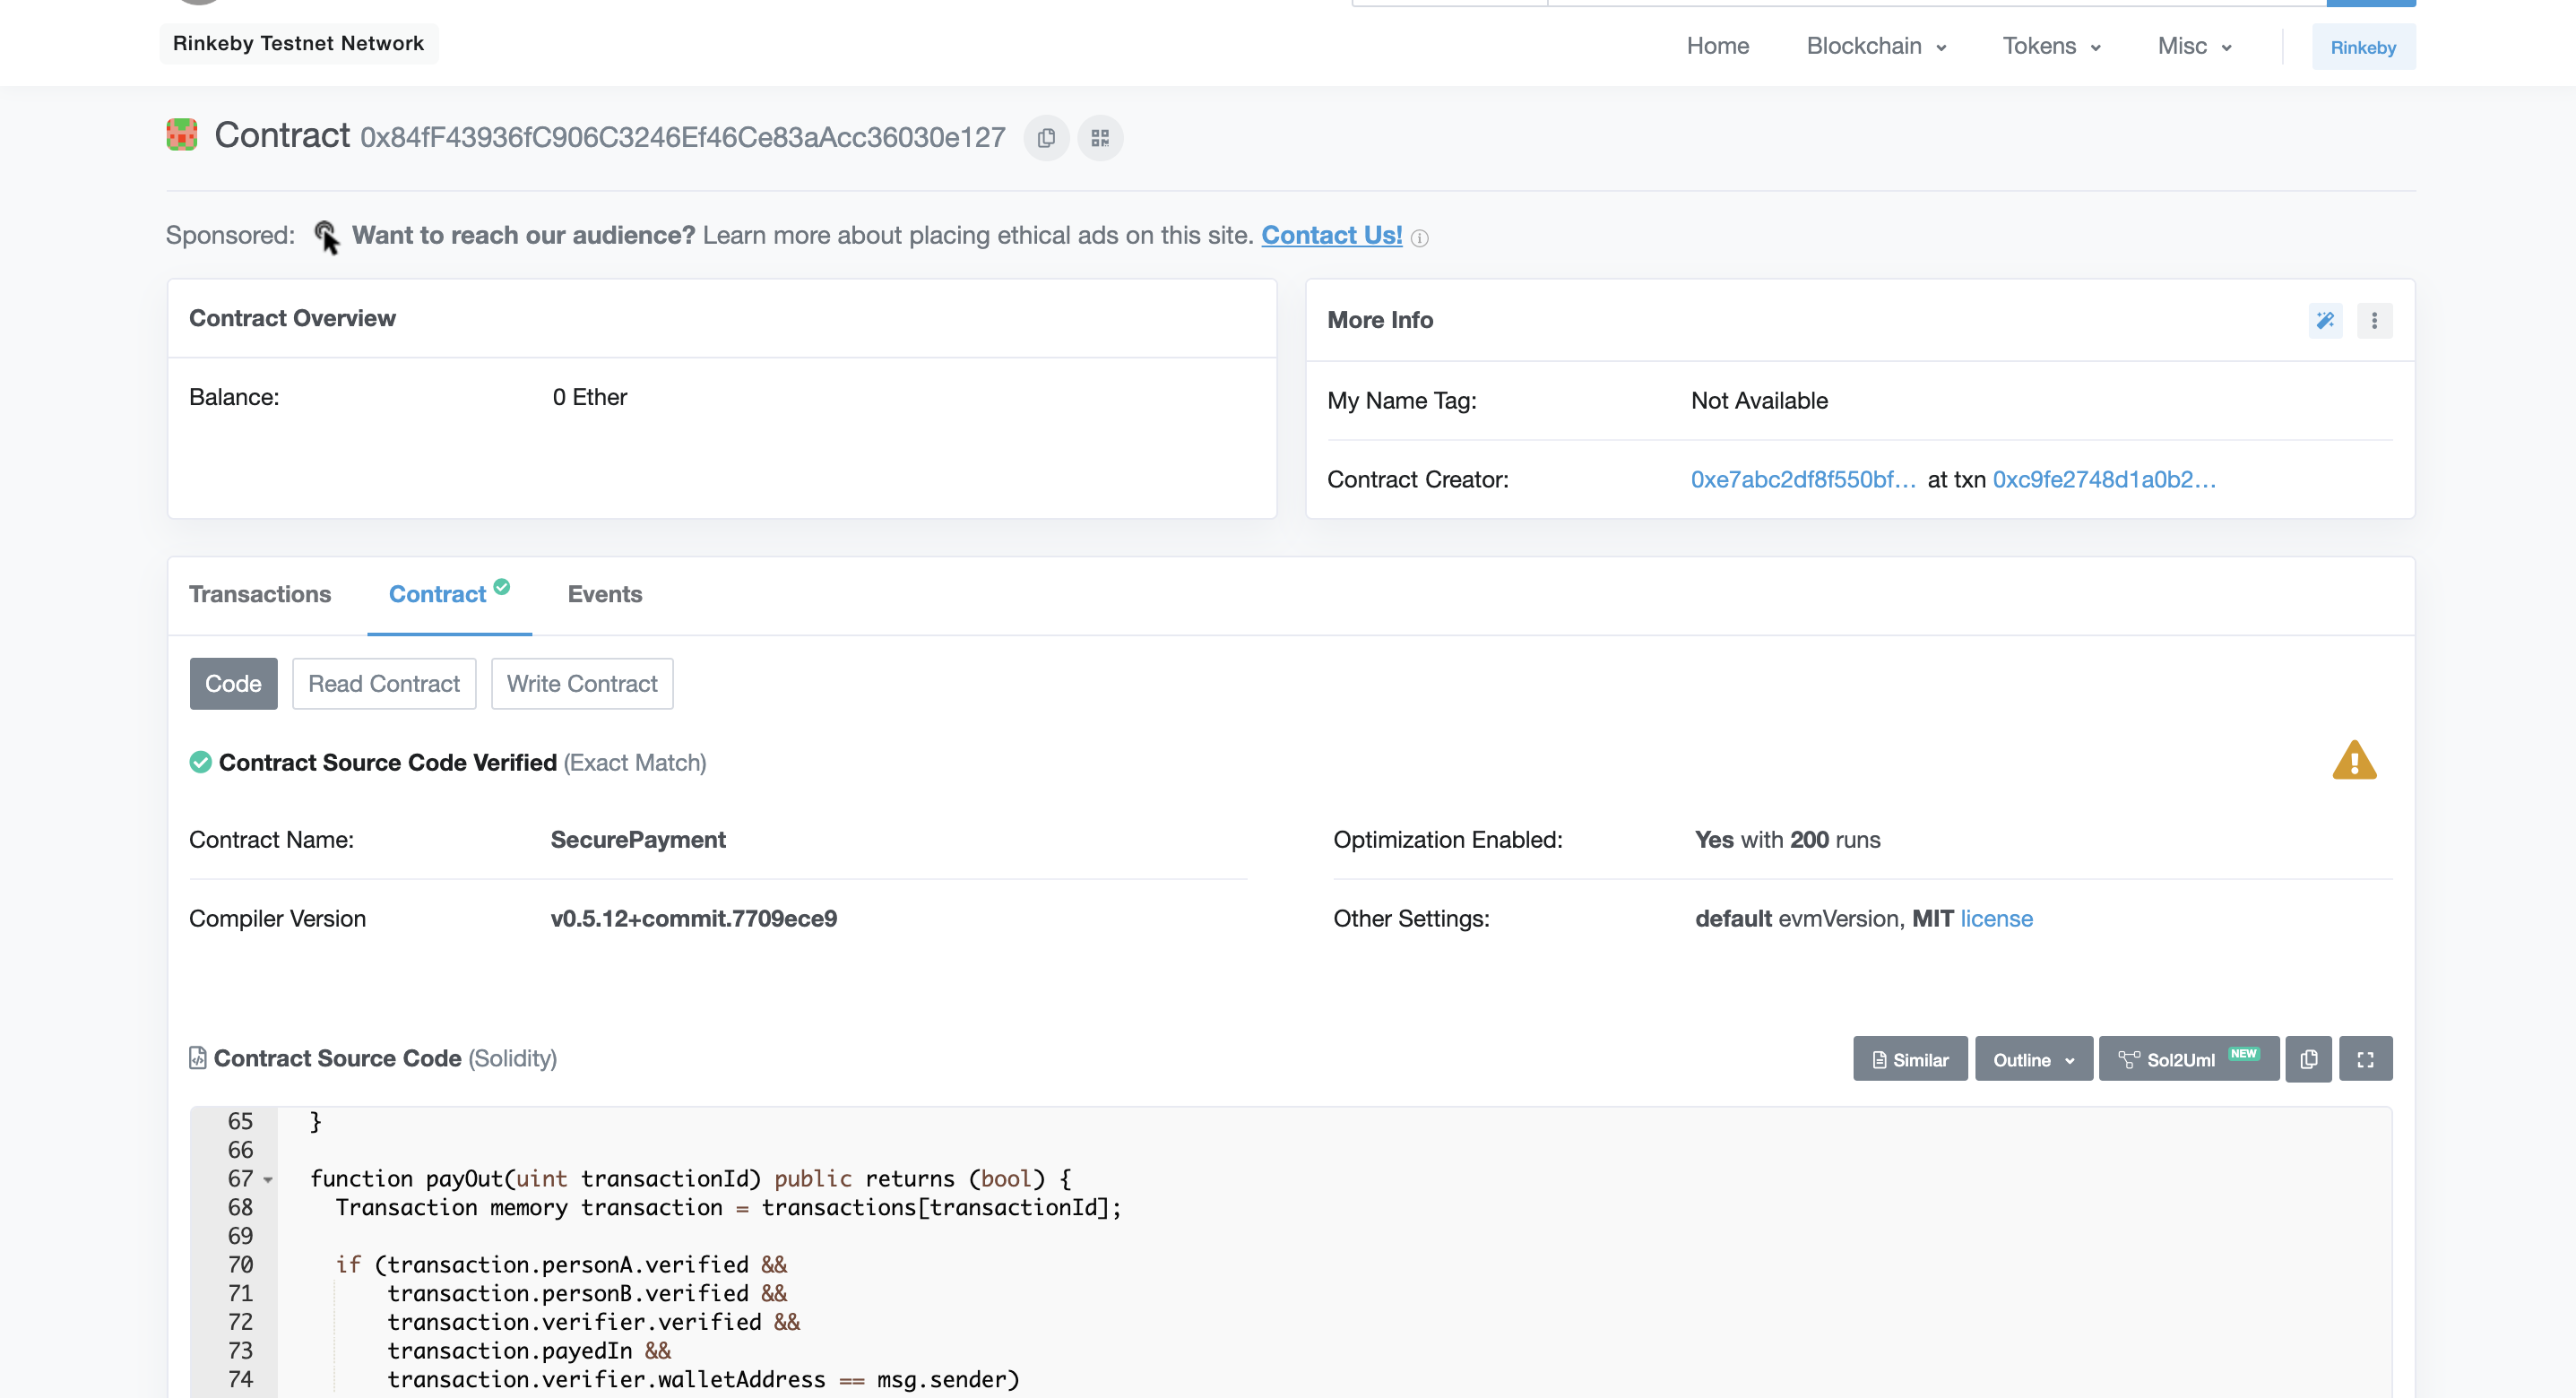 Rinkeby Testnet Network
Home Blockchain Tokens Misc Rinkeby
Contract 0x84fF43936fC906C3246Ef46Ce83aAcc36030e127
Sponsored: Want to reach our audience? Learn more about placing ethical ads on this site. Contact Us!
Contract Overview
Balance: 0 Ether
More Info
My Name Tag: Not Available
Contract Creator: 0xe7abc2df8f550bf... at txn 0xc9fe2748d1a0b2...
Transactions Contract Events
Code Read Contract Write Contract
Contract Source Code Verified (Exact Match)
Contract Name: SecurePayment
Compiler Version v0.5.12+commit.7709ece9
Optimization Enabled: Yes with 200 runs
Other Settings: default evmVersion, MIT license
Contract Source Code (Solidity)
Similar Outline Sol2Uml NEW
65 }
66
67 function payOut(uint transactionId) public returns (bool) {
68 Transaction memory transaction = transactions[transactionId];
69
70 if (transaction.personA.verified &&
71 transaction.personB.verified &&
72 transaction.verifier.verified &&
73 transaction.payedIn &&
74 transaction.verifier.walletAddress == msg.sender)